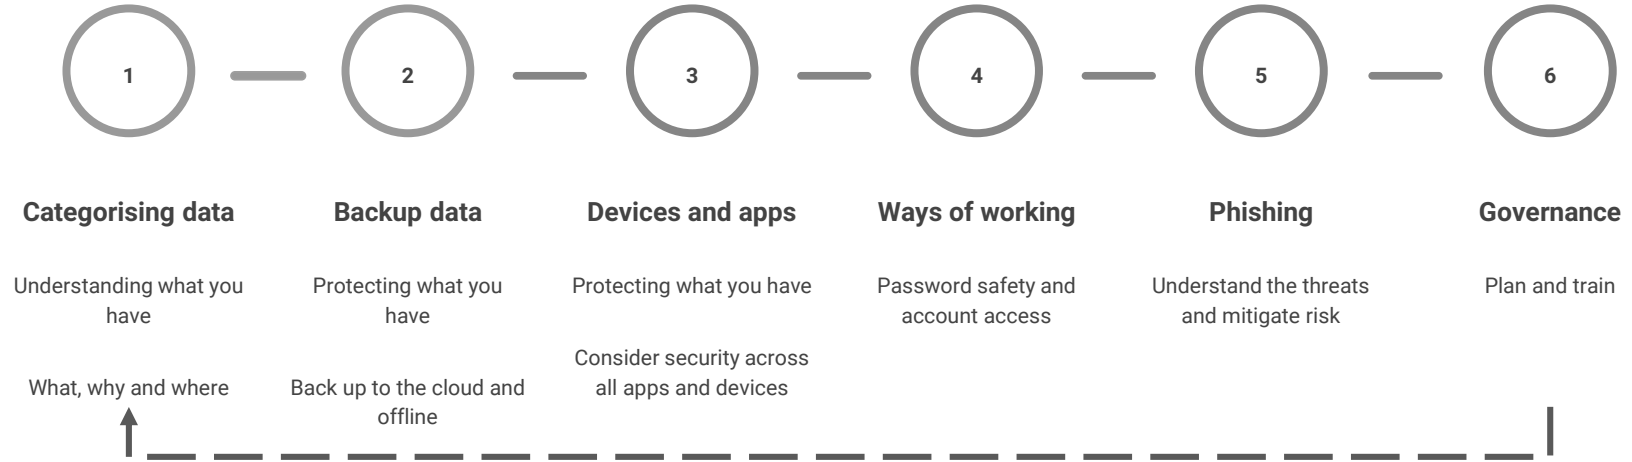 1
2
3
4
5
6
Categorising data
Backup data
Devices and apps
Ways of working
Phishing
Governance
Understanding what you
have
What, why and where
Protecting what you
have
Back up to the cloud and
offline
Protecting what you have
Consider security across
all apps and devices
Password safety and
account access
Understand the threats
and mitigate risk
Plan and train